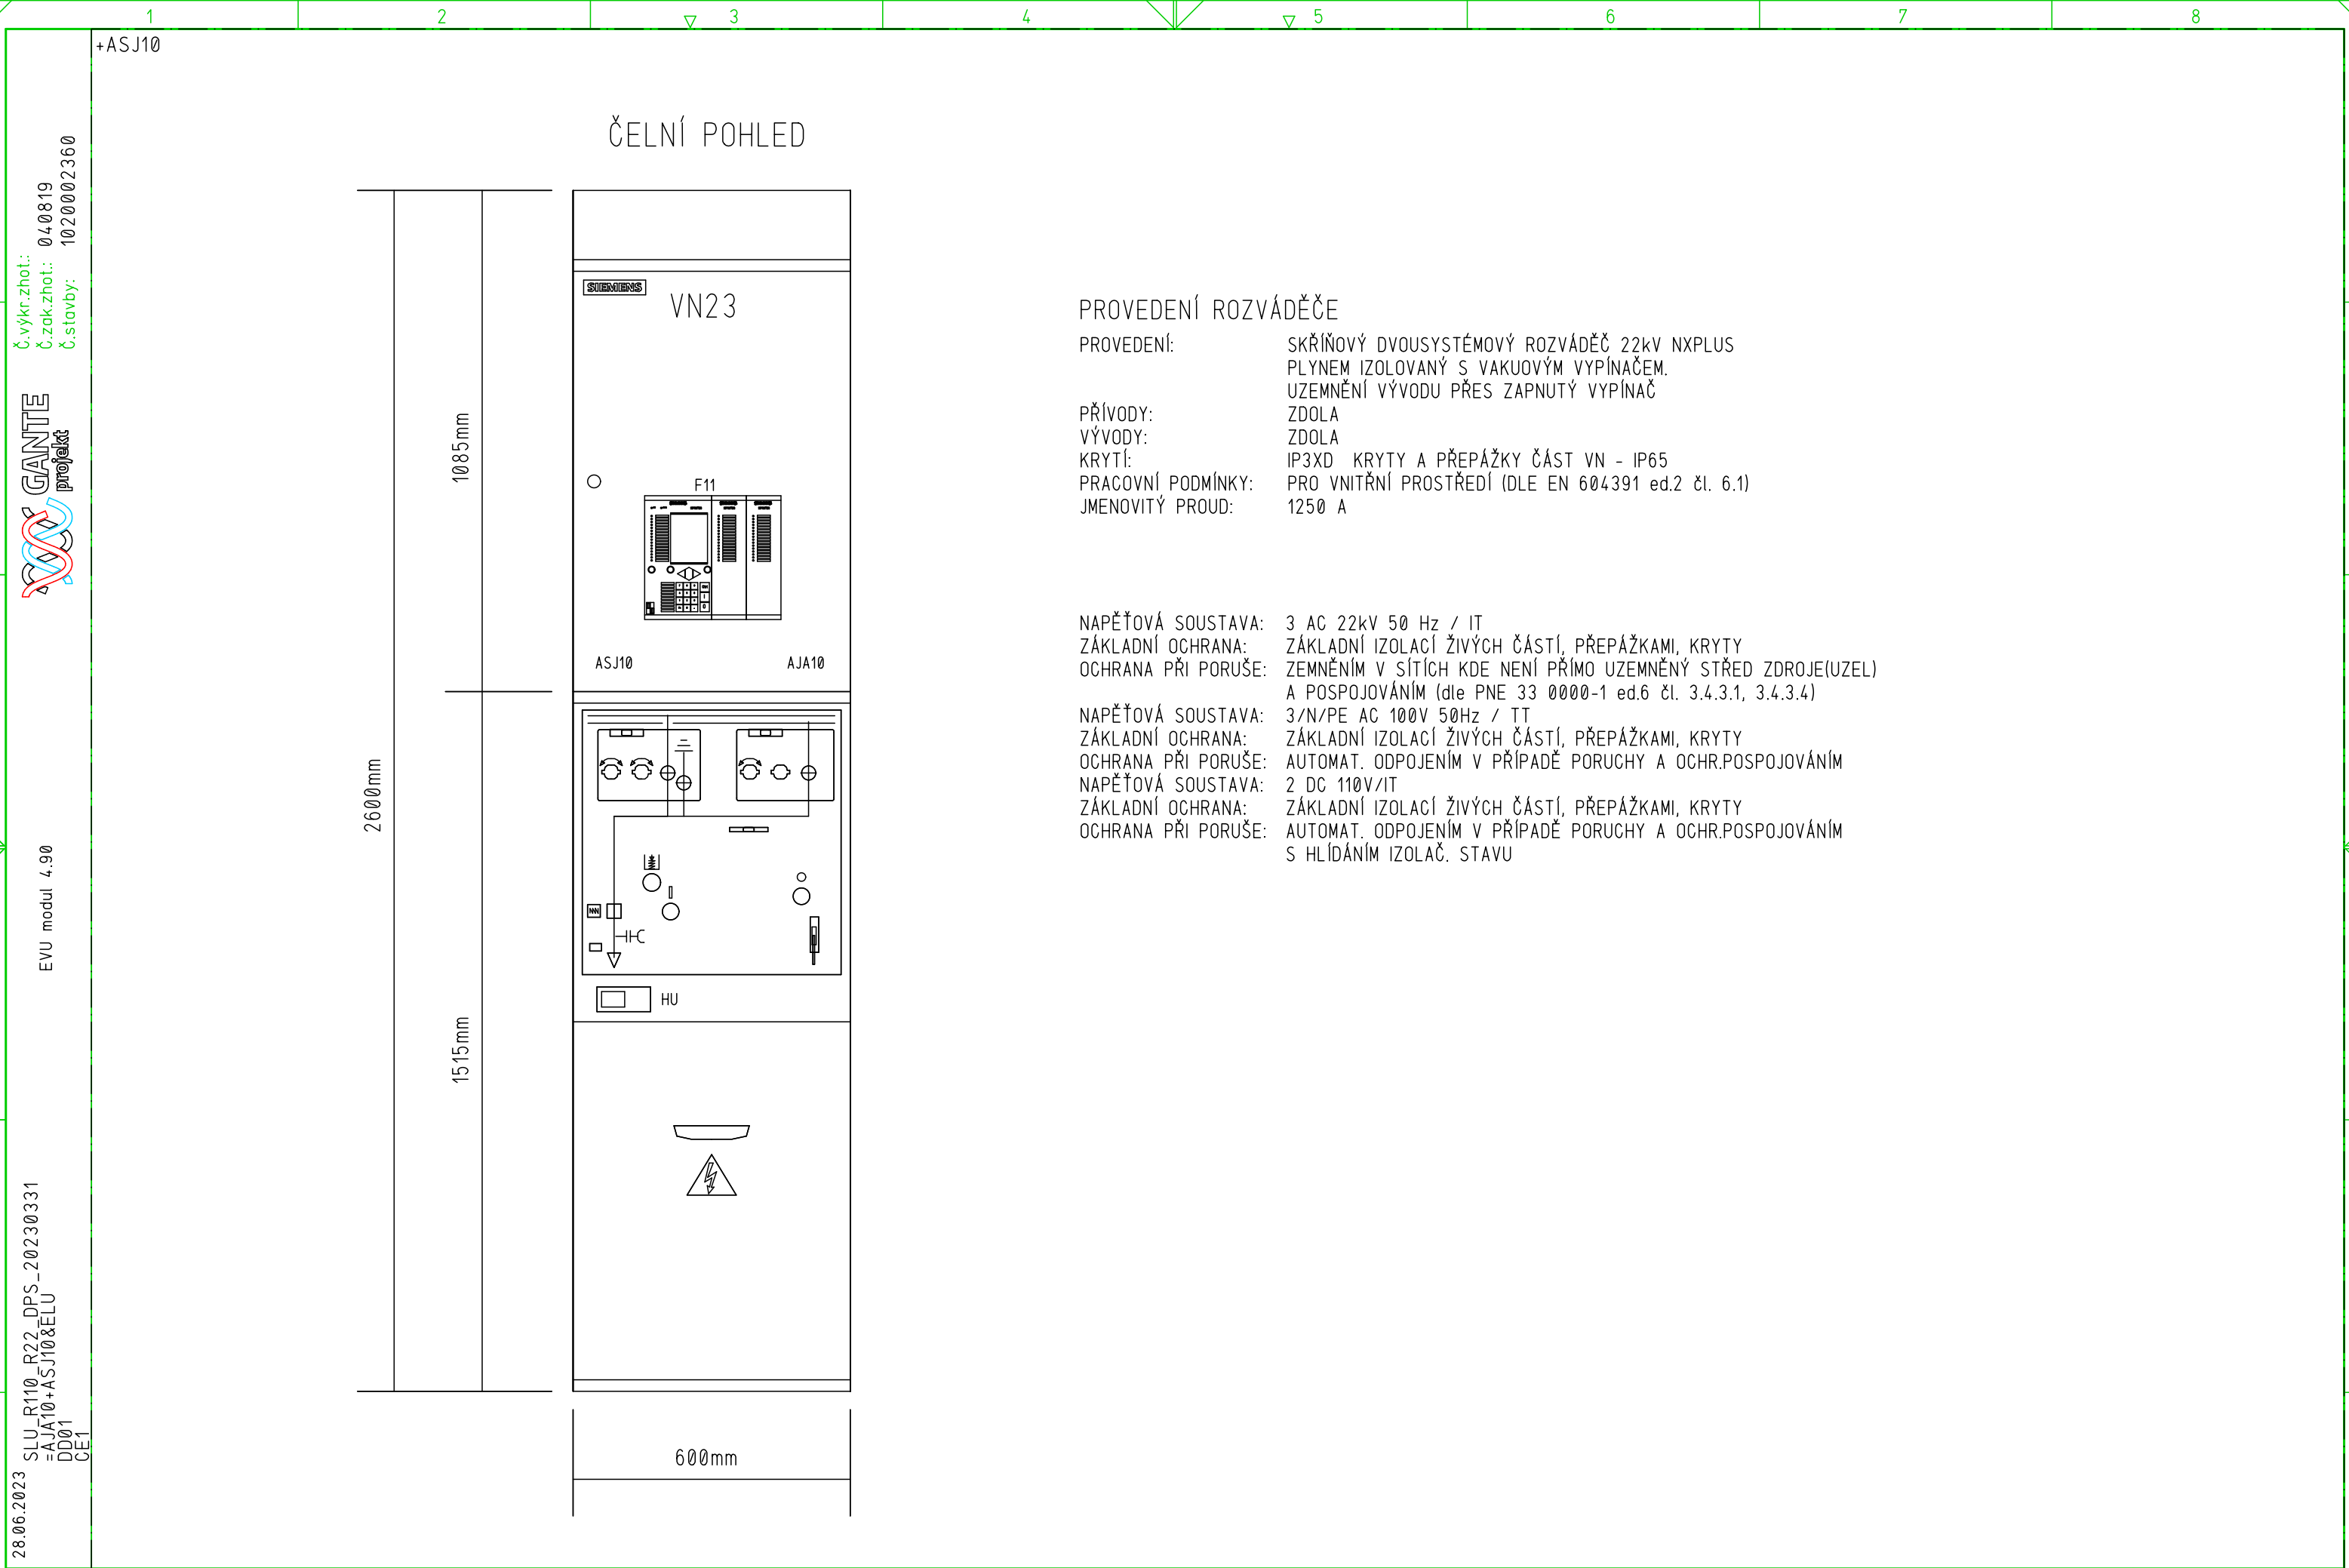 1 2 3 4 5 6 7 8
+ASJ10
ČELNÍ POHLED
SIEMENS
VN23
F11
ASJ10 AJA10
HU
1085mm
2600mm
1515mm
600mm
PROVEDENÍ ROZVÁDĚČE
PROVEDENÍ: SKŘÍŇOVÝ DVOUSYSTÉMOVÝ ROZVÁDĚČ 22kV NXPLUS
PLYNEM IZOLOVANÝ S VAKUOVÝM VYPÍNAČEM.
UZEMNĚNÍ VÝVODU PŘES ZAPNUTÝ VYPÍNAČ
PŘÍVODY: ZDOLA
VÝVODY: ZDOLA
KRYTÍ: IP3XD KRYTY A PŘEPÁŽKY ČÁST VN - IP65
PRACOVNÍ PODMÍNKY: PRO VNITŘNÍ PROSTŘEDÍ (DLE EN 604391 ed.2 čl. 6.1)
JMENOVITÝ PROUD: 1250 A
NAPĚŤOVÁ SOUSTAVA: 3 AC 22kV 50 Hz / IT
ZÁKLADNÍ OCHRANA: ZÁKLADNÍ IZOLACÍ ŽIVÝCH ČÁSTÍ, PŘEPÁŽKAMI, KRYTY
OCHRANA PŘI PORUŠE: ZEMNĚNÍM V SÍTÍCH KDE NENÍ PŘÍMO UZEMNĚNÝ STŘED ZDROJE(UZEL)
A POSPOJOVÁNÍM (dle PNE 33 0000-1 ed.6 čl. 3.4.3.1, 3.4.3.4)
NAPĚŤOVÁ SOUSTAVA: 3/N/PE AC 100V 50Hz / TT
ZÁKLADNÍ OCHRANA: ZÁKLADNÍ IZOLACÍ ŽIVÝCH ČÁSTÍ, PŘEPÁŽKAMI, KRYTY
OCHRANA PŘI PORUŠE: AUTOMAT. ODPOJENÍM V PŘÍPADĚ PORUCHY A OCHR.POSPOJOVÁNÍM
NAPĚŤOVÁ SOUSTAVA: 2 DC 110V/IT
ZÁKLADNÍ OCHRANA: ZÁKLADNÍ IZOLACÍ ŽIVÝCH ČÁSTÍ, PŘEPÁŽKAMI, KRYTY
OCHRANA PŘI PORUŠE: AUTOMAT. ODPOJENÍM V PŘÍPADĚ PORUCHY A OCHR.POSPOJOVÁNÍM
S HLÍDÁNÍM IZOLAČ. STAVU
Č.výkr.zhot.:
Č.zak.zhot.: 040819
Č.stavby: 10200002360
GANTE
projekt
EVU modul 4.90
SLU_R110_R22_DPS_20230331
=AJA10+ASJ10&ELU
DD01
CE1
28.06.2023